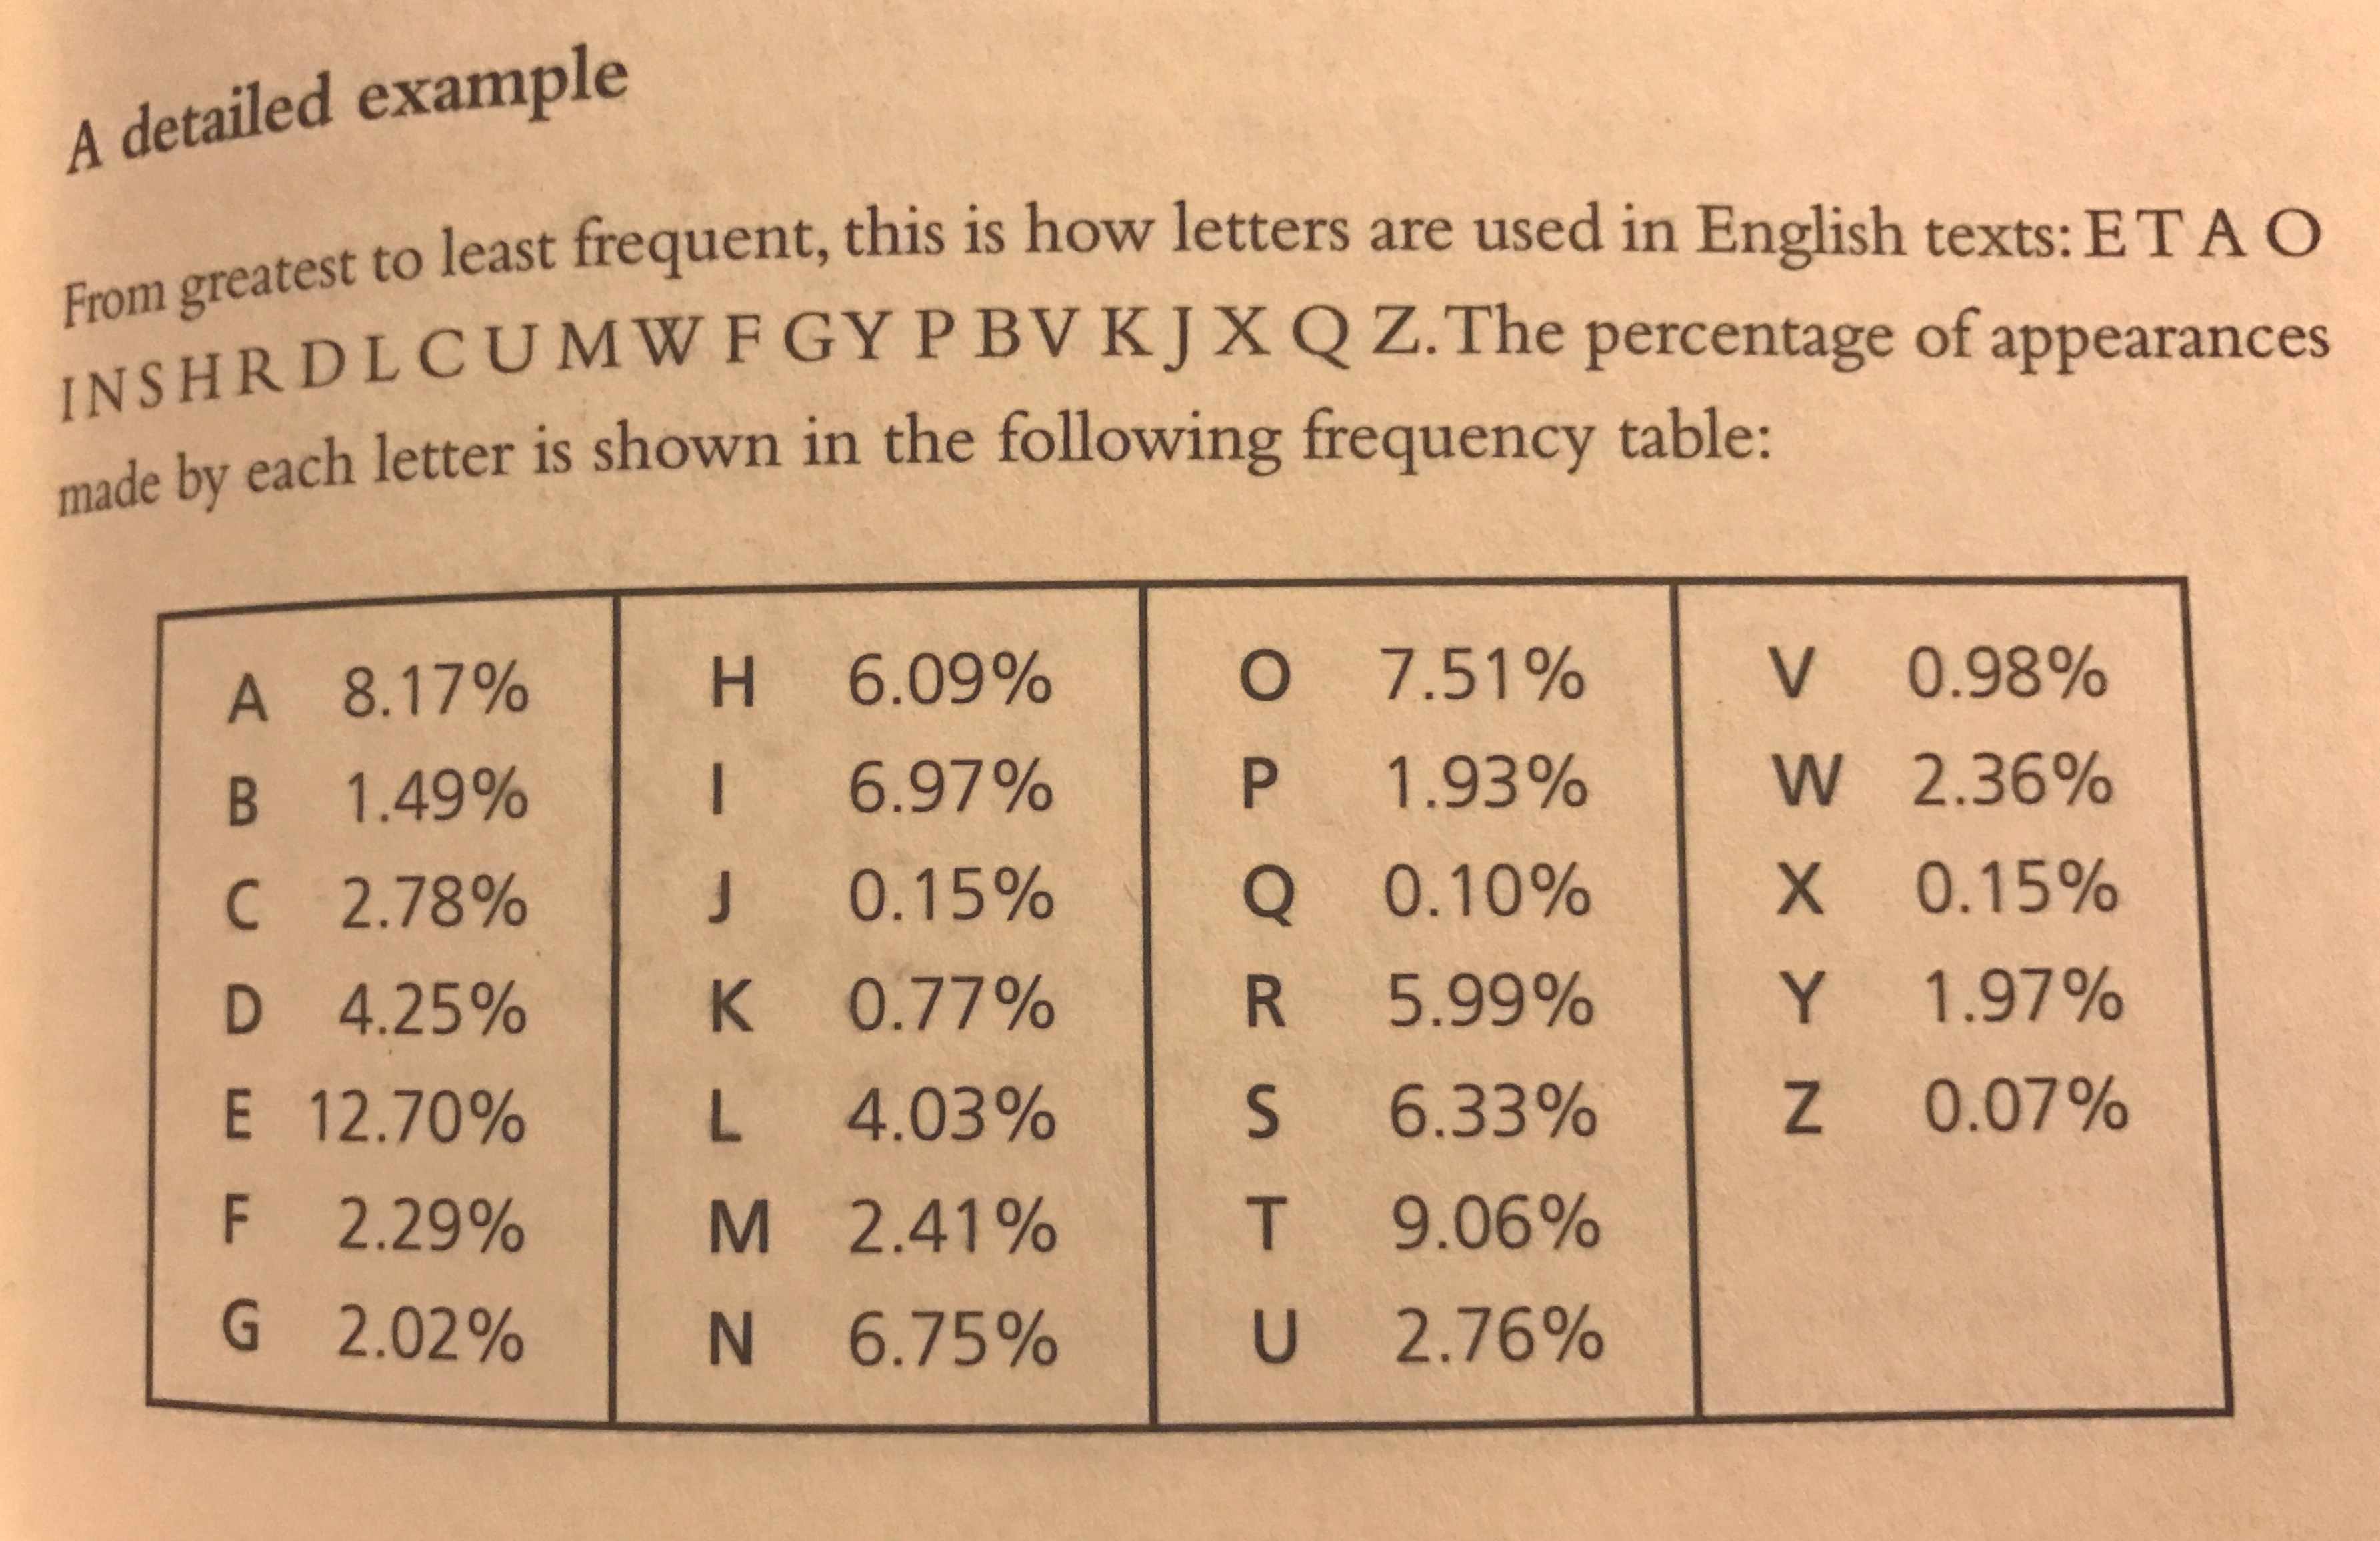 A detailed example
From greatest to least frequent, this is how letters are used in English texts: E T A O
I N S H R D L C U M W F G Y P B V K J X Q Z. The percentage of appearances
made by each letter is shown in the following frequency table:
A 8.17% H 6.09% O 7.51% V 0.98%
B 1.49% I 6.97% P 1.93% W 2.36%
C 2.78% J 0.15% Q 0.10% X 0.15%
D 4.25% K 0.77% R 5.99% Y 1.97%
E 12.70% L 4.03% S 6.33% Z 0.07%
F 2.29% M 2.41% T 9.06%
G 2.02% N 6.75% U 2.76%